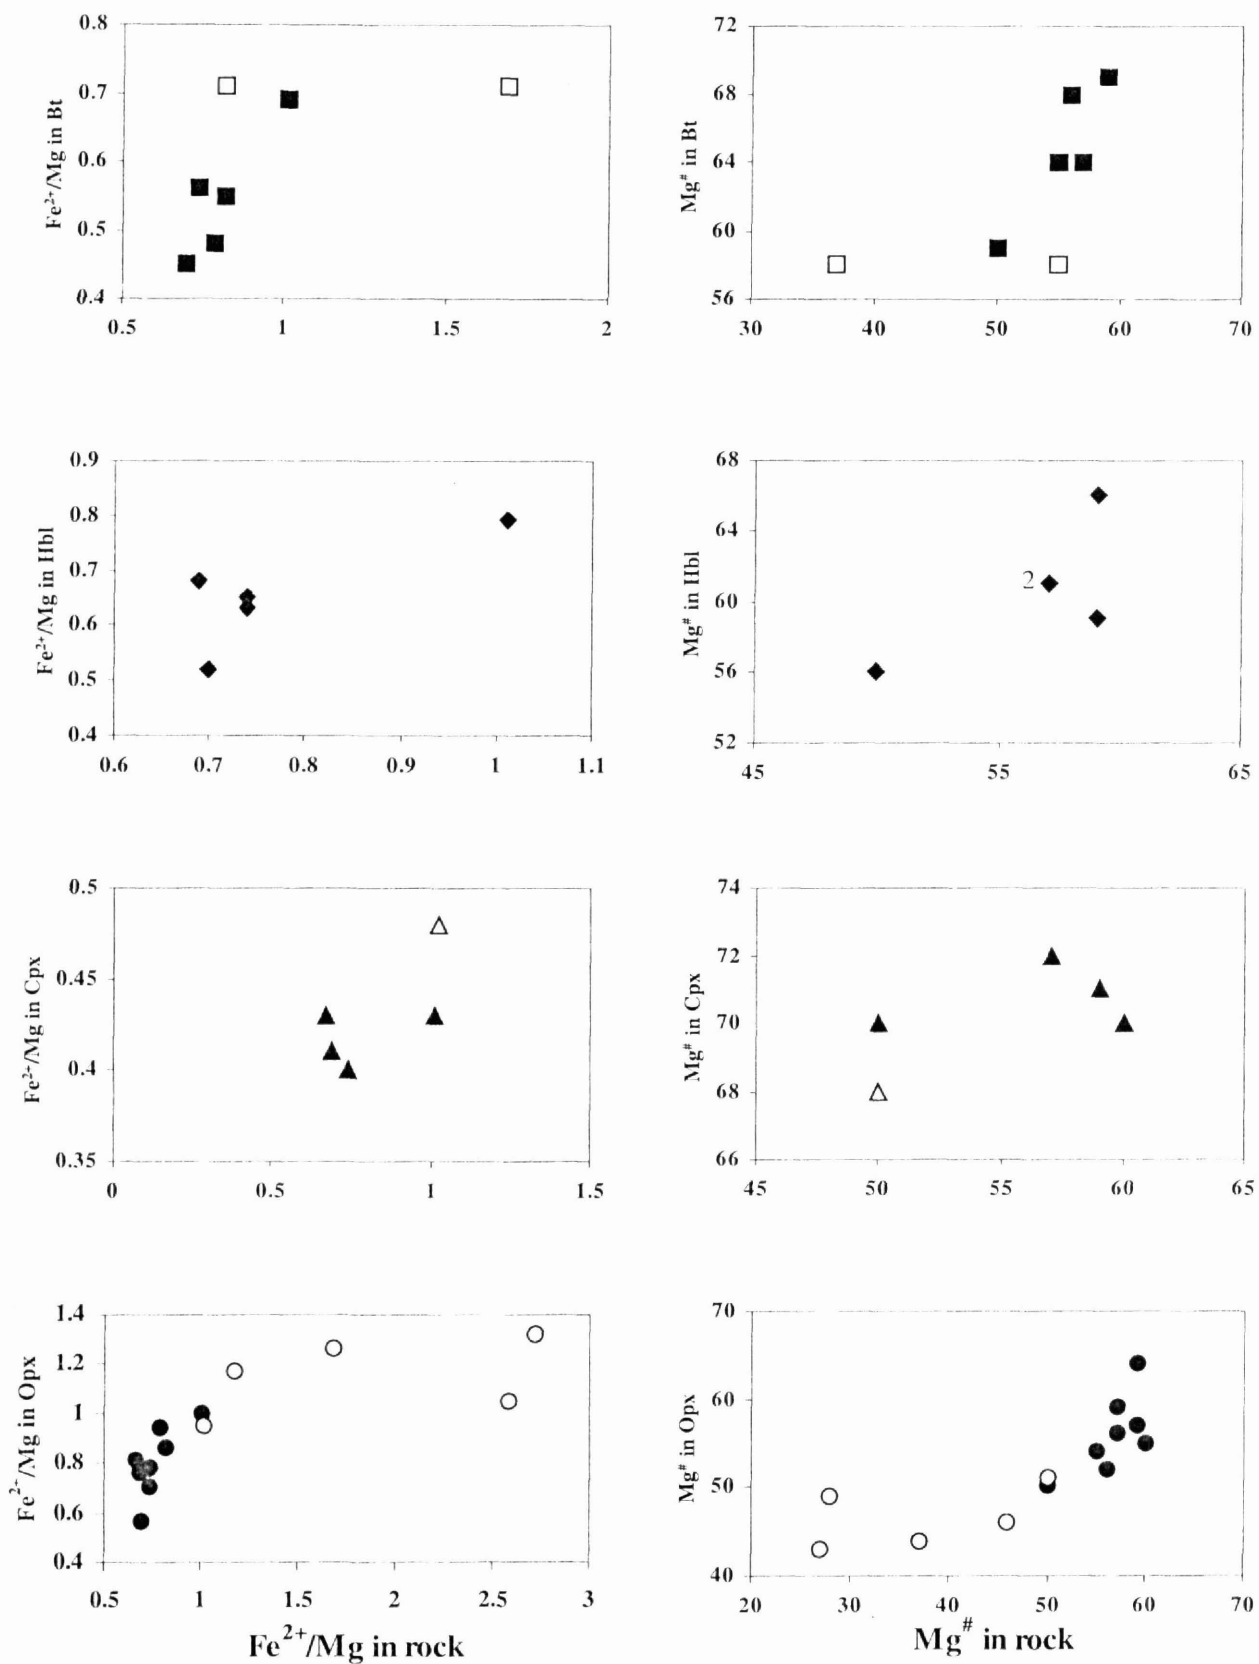 0.8
0.7
0.6
0.5
0.4
Fe²⁺/Mg in Bt
0.5 1 1.5 2
72
68
64
60
56
Mg# in Bt
30 40 50 60 70
0.9
0.8
0.7
0.6
0.5
0.4
Fe²⁺/Mg in Hbl
0.6 0.7 0.8 0.9 1 1.1
68
64
60
56
52
Mg# in Hbl
2
45 55 65
0.5
0.45
0.4
0.35
Fe²⁺/Mg in Cpx
0 0.5 1 1.5
74
72
70
68
66
Mg# in Cpx
45 50 55 60 65
1.4
1.2
1
0.8
0.6
0.4
Fe²⁺/Mg in Opx
0.5 1 1.5 2 2.5 3
Fe²⁺/Mg in rock
70
60
50
40
Mg# in Opx
20 30 40 50 60 70
Mg# in rock